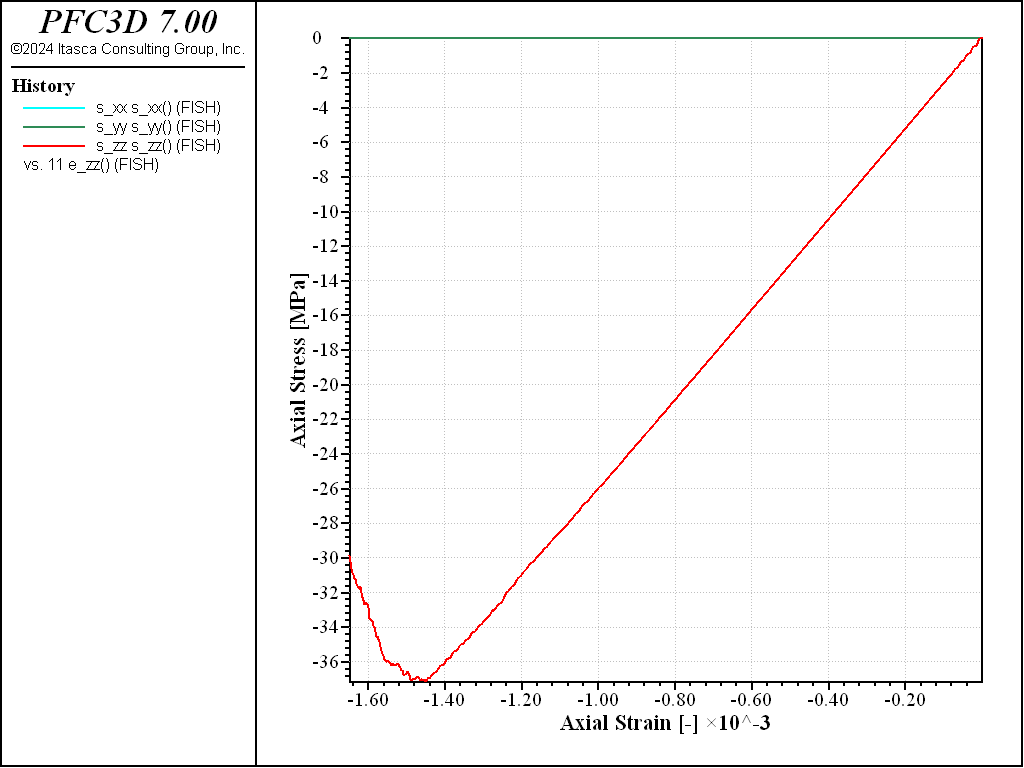 PFC3D 7.00
©2024 Itasca Consulting Group, Inc.
History
s_xx s_xx() (FISH)
s_yy s_yy() (FISH)
s_zz s_zz() (FISH)
vs. 11 e_zz() (FISH)
Axial Stress [MPa]
0
-2
-4
-6
-8
-10
-12
-14
-16
-18
-20
-22
-24
-26
-28
-30
-32
-34
-36
-1.60 -1.40 -1.20 -1.00 -0.80 -0.60 -0.40 -0.20
Axial Strain [-] ×10^-3